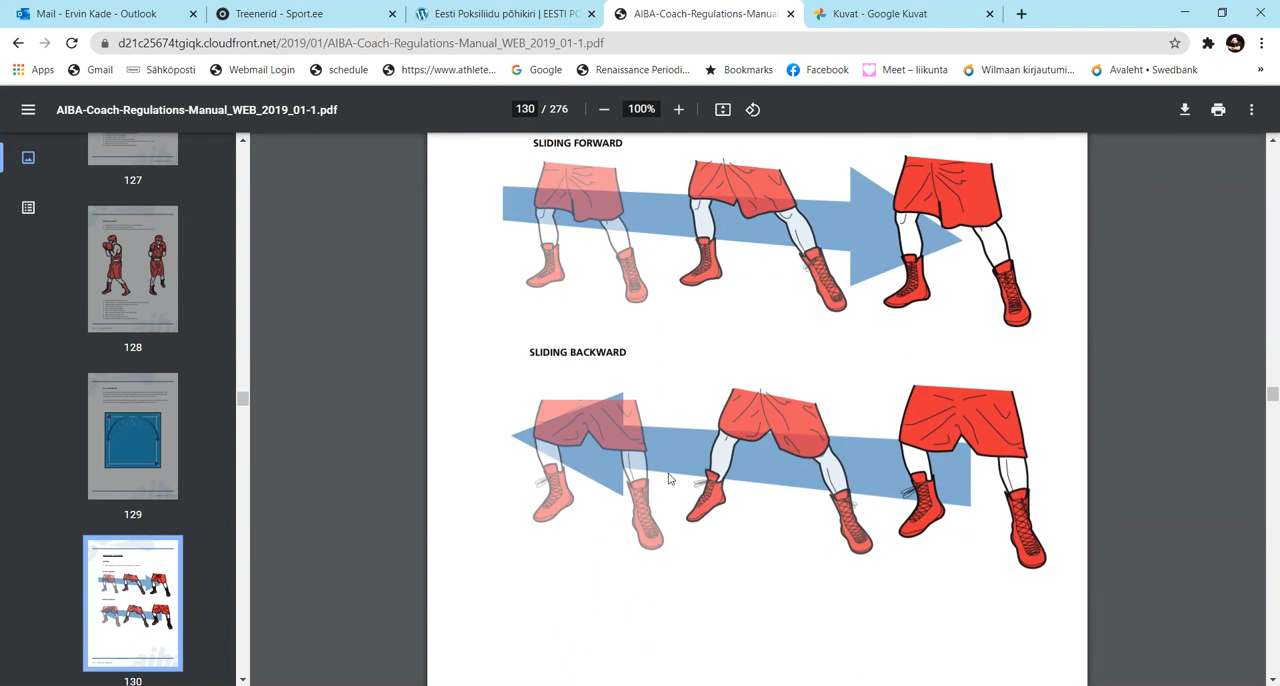 Mail - Ervin Kade - Outlook
Treenerid - Sport.ee
Eesti Poksiliidu põhikiri | EESTI PO
AIBA-Coach-Regulations-Manual
Kuvat - Google Kuvat
d21c25674tgiqk.cloudfront.net/2019/01/AIBA-Coach-Regulations-Manual_WEB_2019_01-1.pdf
Apps
Gmail
Sähköposti
Webmail Login
schedule
https://www.athlete...
Google
Renaissance Periodi...
Bookmarks
Facebook
Meet – liikunta
Wilmaan kirjautumi...
Avaleht • Swedbank
»
AIBA-Coach-Regulations-Manual_WEB_2019_01-1.pdf
130 / 276
100%
127
128
129
130
SLIDING FORWARD
SLIDING BACKWARD